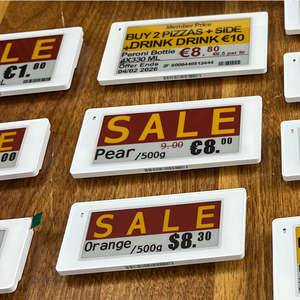 SALE
€1.
Member Price
BUY 2 PIZZAS + SIDE
DRINK DRINK €10
Peroni Bottle
4X330 ML
€8.80
Offer Ends
04/02 2026
SALE
Pear /500g
9.00
€8.00
SALE
Orange /500g
$8.30